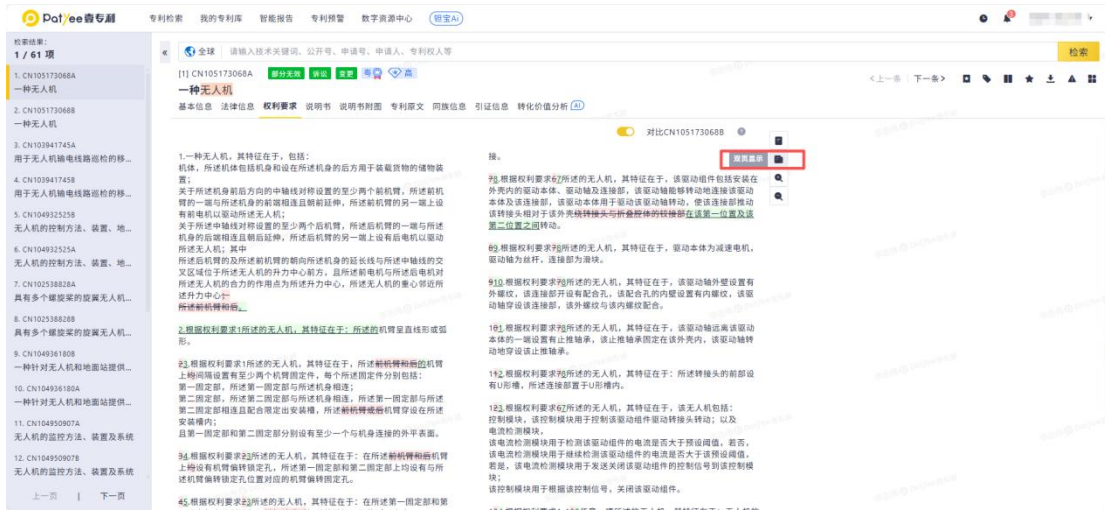 Patyee壹专利
专利检索 我的专利库 智能报告 专利预警 数字资源中心 (钳宝Ai)
检索结果：
1 / 61 项
1. CN105173068A
一种无人机
2. CN105173068B
一种无人机
3. CN103941745A
用于无人机输电线路巡检的移...
4. CN103941745B
用于无人机输电线路巡检的移...
5. CN104932525B
无人机的控制方法、装置、地...
6. CN104932525A
无人机的控制方法、装置、地...
7. CN102538828A
具有多个螺旋桨的旋翼无人机...
8. CN102538828B
具有多个螺旋桨的旋翼无人机...
9. CN104936180B
一种针对无人机和地面站提供...
10. CN104936180A
一种针对无人机和地面站提供...
11. CN104950907A
无人机的监控方法、装置及系统
12. CN104950907B
无人机的监控方法、装置及系统
上一页 | 下一页
« 全球 请输入技术关键词、公开号、申请号、申请人、专利权人等 检索
[1] CN105173068A 部分无效 诉讼 变更 粤 高
<上一条 下一条>
一种无人机
基本信息 法律信息 权利要求 说明书 说明书附图 专利原文 同族信息 引证信息 转化价值分析 AI
对比CN105173068B
双页显示
1.一种无人机，其特征在于，包括：
机体，所述机体包括机身和设在所述机身的后方用于装载货物的储物装
置；
关于所述机身前后方向的中轴线对称设置的至少两个前机臂，所述前机
臂的一端与所述机身的前端相连且朝前延伸，所述前机臂的另一端上设
有前电机以驱动所述无人机；
关于所述中轴线对称设置的至少两个后机臂，所述后机臂的一端与所述
机身的后端相连且朝后延伸，所述后机臂的另一端上设有后电机以驱动
所述无人机；其中
所述后机臂的及所述前机臂的朝向所述机身的延长线与所述中轴线的交
叉区域位于所述无人机的升力中心前方，且所述前电机与所述后电机对
所述无人机的合力的作用点为所述升力中心，所述无人机的重心邻近所
述升力中心；
所述前机臂和后。
2.根据权利要求1所述的无人机，其特征在于：所述的机臂呈直线形或弧
形。
23.根据权利要求1所述的无人机，其特征在于，所述前机臂和后的机臂
上均间隔设置有至少两个机臂固定件，每个所述固定件分别包括：
第一固定部，所述第一固定部与所述机身相连；
第二固定部，所述第二固定部与所述机身相连，所述第一固定部与所述
第二固定部相连且配合限定出安装槽，所述前机臂或后机臂穿设在所述
安装槽内；
且第一固定部和第二固定部分别设有至少一个与机身连接的外平表面。
34.根据权利要求23所述的无人机，其特征在于：在所述前机臂和后机臂
上均设有机臂偏转锁定孔，所述第一固定部和第二固定部上均设有与所
述机臂偏转锁定孔位置对应的机臂偏转固定孔。
45.根据权利要求23所述的无人机，其特征在于：在所述第一固定部和第
接。
78.根据权利要求67所述的无人机，其特征在于，该驱动组件包括安装在
外壳内的驱动本体、驱动轴及连接部，该驱动轴能够转动地连接该驱动
本体及该连接部，该驱动本体用于驱动该驱动轴转动，使该连接部推动
该转接头相对于该外壳绕转接头与折叠腔体的铰接部在该第一位置及该
第二位置之间转动。
89.根据权利要求78所述的无人机，其特征在于，驱动本体为减速电机，
驱动轴为丝杆，连接部为滑块。
910.根据权利要求78所述的无人机，其特征在于，该驱动轴外壁设置有
外螺纹，该连接部开设有配合孔，该配合孔的内壁设置有内螺纹，该驱
动轴穿设该连接部，该外螺纹与该内螺纹配合。
101.根据权利要求78所述的无人机，其特征在于，该驱动轴远离该驱动
本体的一端设置有止推轴承，该止推轴承固定在该外壳内，该驱动轴转
动地穿设该止推轴承。
112.根据权利要求78所述的无人机，其特征在于：所述转接头的前部设
有U形槽，所述连接部置于U形槽内。
123.根据权利要求67所述的无人机，其特征在于，该无人机包括：
控制模块，该控制模块用于控制该驱动组件驱动转接头转动；以及
电流检测模块，
该电流检测模块用于检测该驱动组件的电流是否大于预设阈值，若否，
该电流检测模块用于继续检测该驱动组件的电流是否大于该预设阈值，
若是，该电流检测模块用于发送关闭该驱动组件的控制信号到该控制模
块；
该控制模块用于根据该控制信号，关闭该驱动组件。